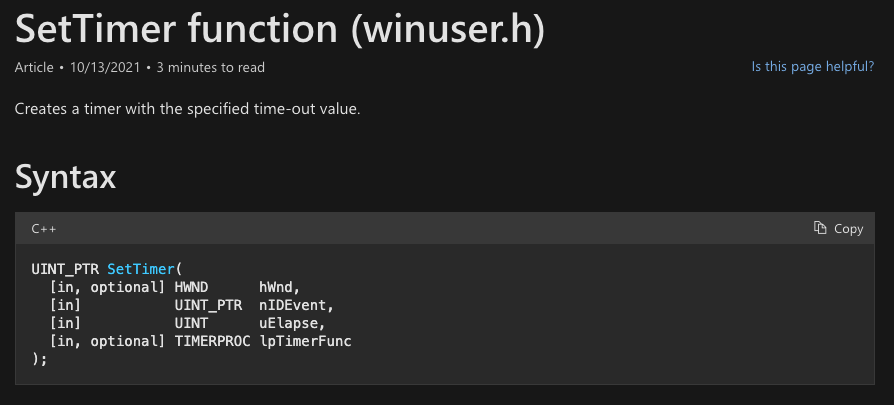 SetTimer function (winuser.h)
Article • 10/13/2021 • 3 minutes to read
Is this page helpful?
Creates a timer with the specified time-out value.
Syntax
C++
Copy
UINT_PTR SetTimer(
  [in, optional] HWND      hWnd,
  [in]           UINT_PTR  nIDEvent,
  [in]           UINT      uElapse,
  [in, optional] TIMERPROC lpTimerFunc
);